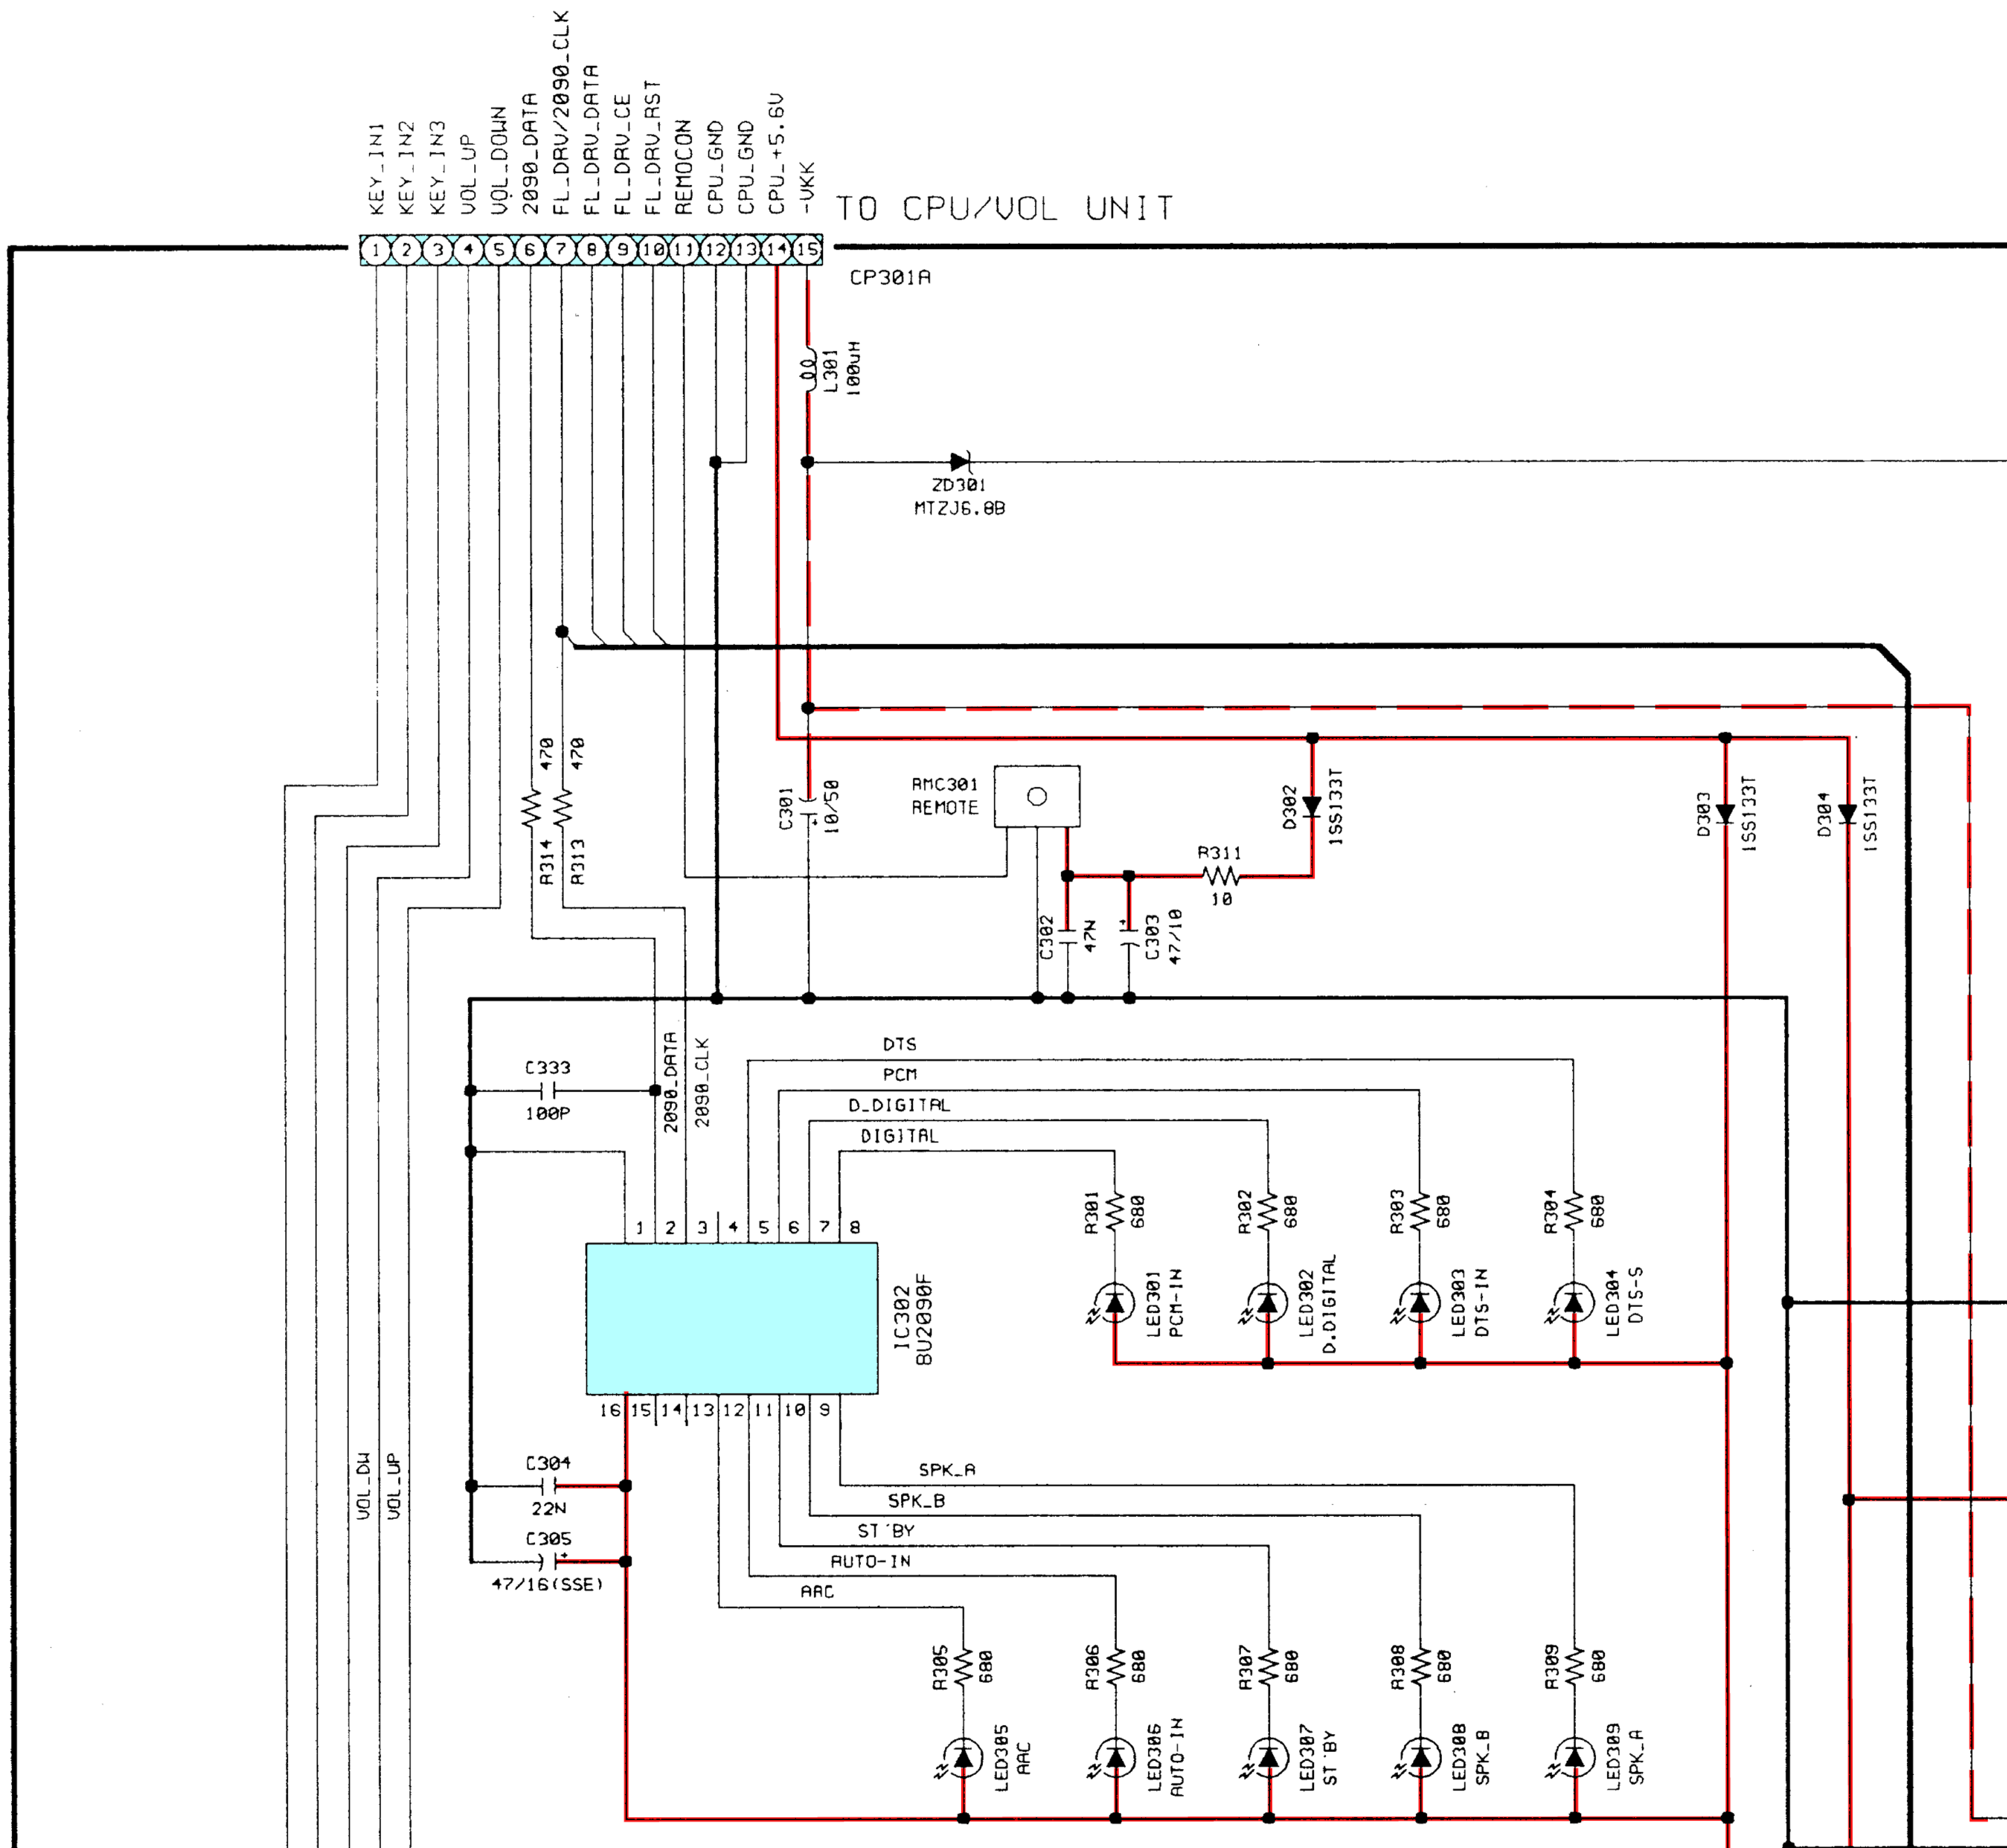 KEY_IN1
KEY_IN2
KEY_IN3
VOL_UP
VOL_DOWN
2090_DATA
FL_DRV/2090_CLK
FL_DRV_DATA
FL_DRV_CE
FL_DRV_RST
REMOCON
CPU_GND
CPU_GND
CPU_+5.6V
-VKK
TO CPU/VOL UNIT
1 2 3 4 5 6 7 8 9 10 11 12 13 14 15
CP301A
L301
100uH
ZD301
MTZJ6.8B
470
470
R314
R313
C301
10/50
+
RMC301
REMOTE
D302
1SS133T
D303
1SS133T
D304
1SS133T
R311
10
C302
47N
C303
47/10
+
C333
100P
2090_DATA
2090_CLK
DTS
PCM
D_DIGITAL
DIGITAL
R301
680
R302
680
R303
680
R304
680
1 2 3 4 5 6 7 8
IC302
BU2090F
LED301
PCM-IN
LED302
D.DIGITAL
LED303
DTS-IN
LED304
DTS-S
16 15 14 13 12 11 10 9
C304
22N
C305
+
47/16(SSE)
VOL_DW
VOL_UP
SPK_A
SPK_B
ST'BY
AUTO-IN
AAC
R305
680
R306
680
R307
680
R308
680
R309
680
LED305
AAC
LED306
AUTO-IN
LED307
ST'BY
LED308
SPK_B
LED309
SPK_A